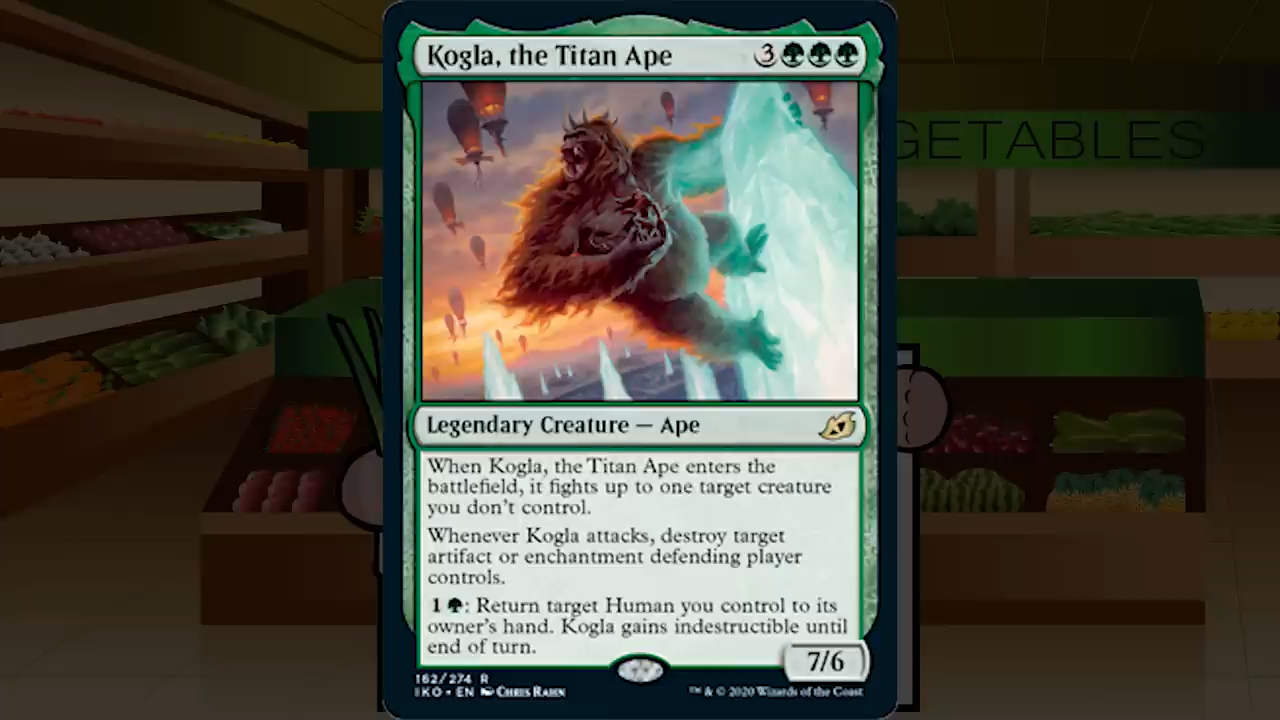 Kogla, the Titan Ape 3
GETABLES
Legendary Creature — Ape
When Kogla, the Titan Ape enters the
battlefield, it fights up to one target creature
you don't control.
Whenever Kogla attacks, destroy target
artifact or enchantment defending player
controls.
1 : Return target Human you control to its
owner's hand. Kogla gains indestructible until
end of turn.
7/6
162/274 R
IKO • EN Chris Rahn
™ & © 2020 Wizards of the Coast